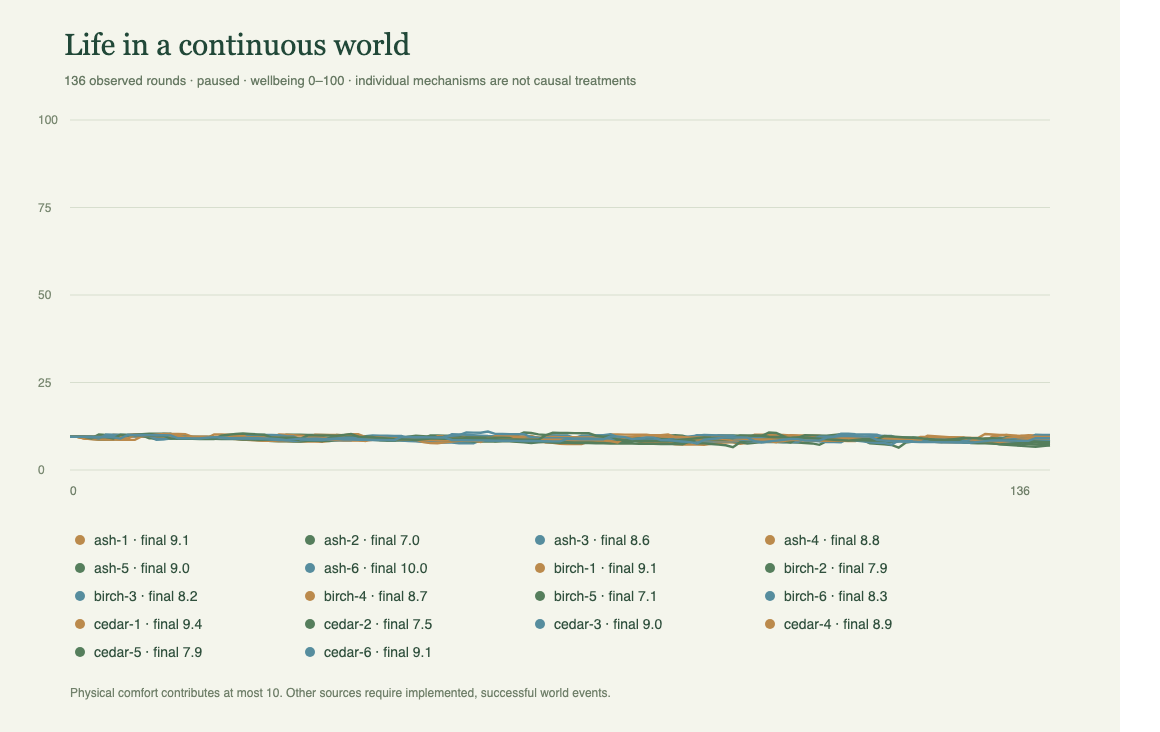 Life in a continuous world
136 observed rounds · paused · wellbeing 0–100 · individual mechanisms are not causal treatments
100
75
50
25
0
0 136
ash-1 · final 9.1 ash-2 · final 7.0 ash-3 · final 8.6 ash-4 · final 8.8
ash-5 · final 9.0 ash-6 · final 10.0 birch-1 · final 9.1 birch-2 · final 7.9
birch-3 · final 8.2 birch-4 · final 8.7 birch-5 · final 7.1 birch-6 · final 8.3
cedar-1 · final 9.4 cedar-2 · final 7.5 cedar-3 · final 9.0 cedar-4 · final 8.9
cedar-5 · final 7.9 cedar-6 · final 9.1
Physical comfort contributes at most 10. Other sources require implemented, successful world events.